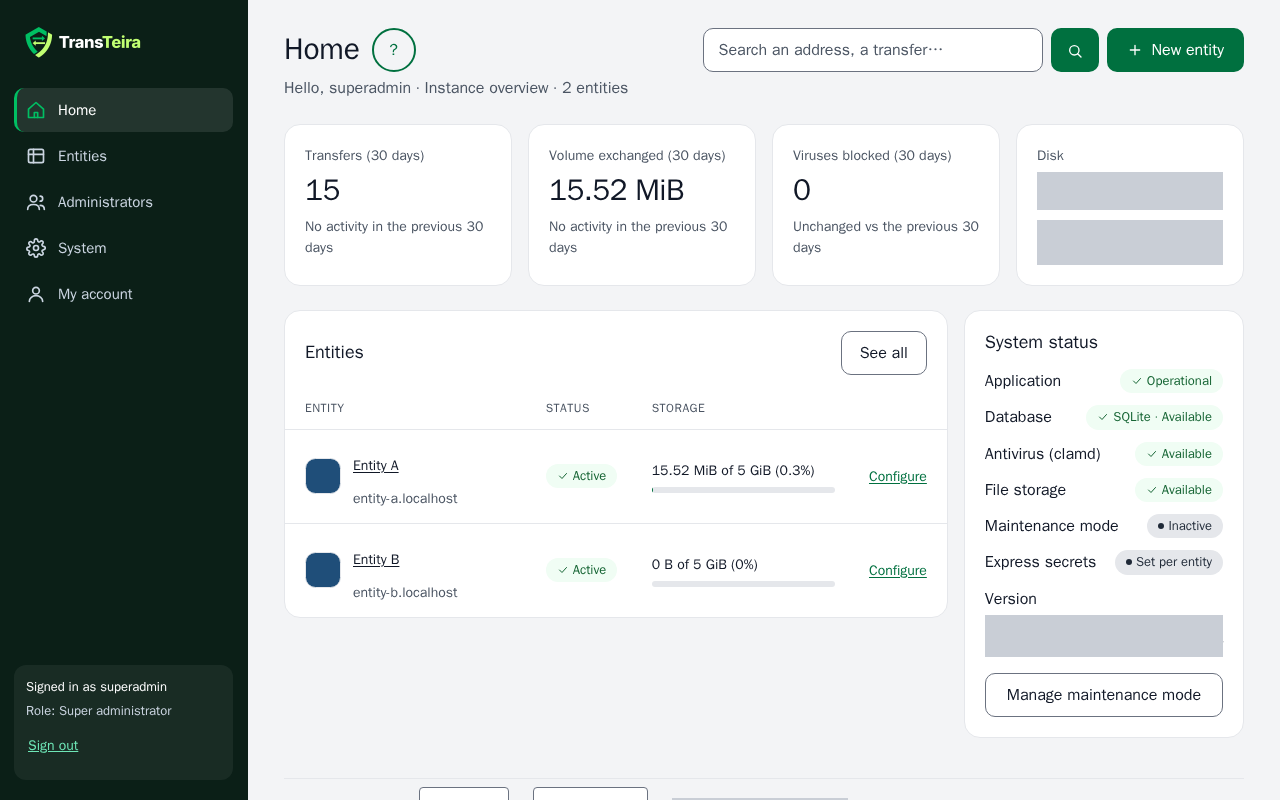 TransTeira
Home
Entities
Administrators
System
My account
Signed in as superadmin
Role: Super administrator
Sign out
Home
?
Search an address, a transfer···
New entity
Hello, superadmin · Instance overview · 2 entities
Transfers (30 days)
15
No activity in the previous 30
days
Volume exchanged (30 days)
15.52 MiB
No activity in the previous 30
days
Viruses blocked (30 days)
0
Unchanged vs the previous 30
days
Disk
Entities
See all
ENTITY STATUS STORAGE
Entity A
entity-a.localhost
Active
15.52 MiB of 5 GiB (0.3%)
Configure
Entity B
entity-b.localhost
Active
0 B of 5 GiB (0%)
Configure
System status
Application Operational
Database SQLite · Available
Antivirus (clamd) Available
File storage Available
Maintenance mode Inactive
Express secrets Set per entity
Version
Manage maintenance mode